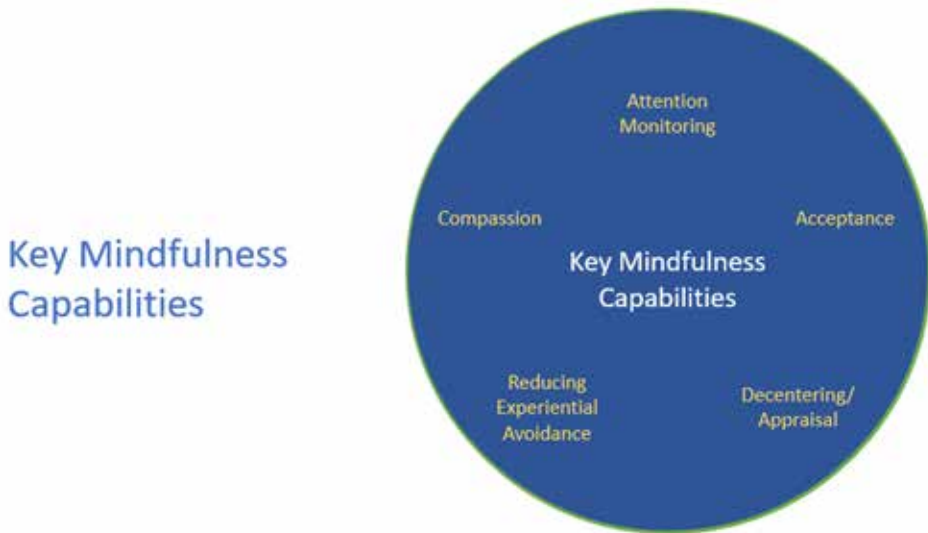 Key Mindfulness
Capabilities
Attention
Monitoring
Compassion
Acceptance
Key Mindfulness
Capabilities
Reducing
Experiential
Avoidance
Decentering/
Appraisal